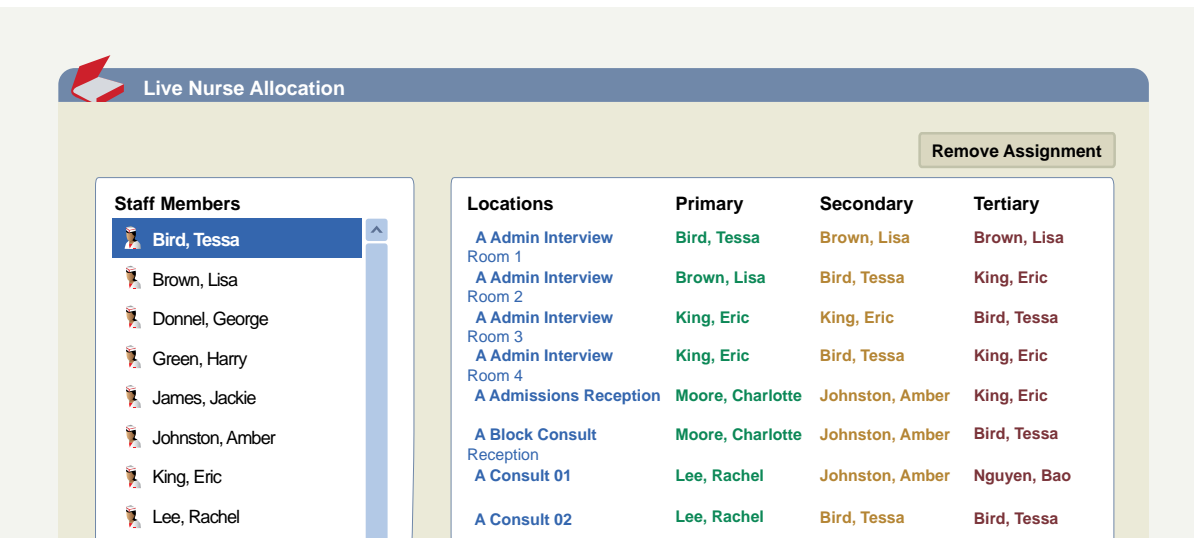 Live Nurse Allocation
Remove Assignment
Staff Members
Bird, Tessa
Brown, Lisa
Donnel, George
Green, Harry
James, Jackie
Johnston, Amber
King, Eric
Lee, Rachel
Locations Primary Secondary Tertiary
A Admin Interview Bird, Tessa Brown, Lisa Brown, Lisa
Room 1
A Admin Interview Brown, Lisa Bird, Tessa King, Eric
Room 2
A Admin Interview King, Eric King, Eric Bird, Tessa
Room 3
A Admin Interview King, Eric Bird, Tessa King, Eric
Room 4
A Admissions Reception Moore, Charlotte Johnston, Amber King, Eric
A Block Consult Moore, Charlotte Johnston, Amber Bird, Tessa
Reception
A Consult 01 Lee, Rachel Johnston, Amber Nguyen, Bao
A Consult 02 Lee, Rachel Bird, Tessa Bird, Tessa